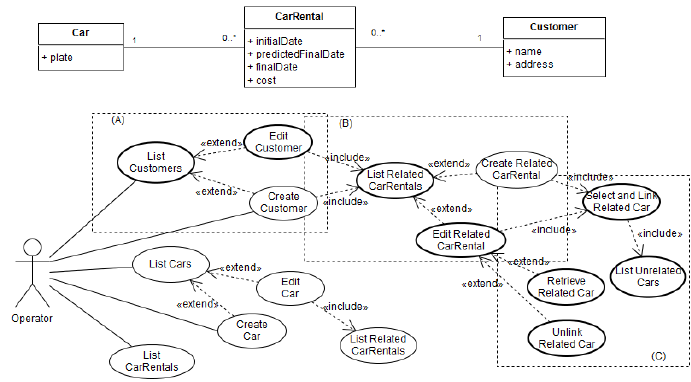 Car
+ plate
1
0..*
CarRental
+ initialDate
+ predictedFinalDate
+ finalDate
+ cost
0..*
1
Customer
+ name
+ address
(A)
(B)
List
Customers
«extend»
Edit
Customer
«include»
«extend»
Create
Customer
«include»
List Related
CarRentals
«extend»
Create Related
CarRental
«include»
«extend»
Edit Related
CarRental
«include»
Select and Link
Related Car
«include»
List Unrelated
Cars
«extend»
Retrieve
Related Car
«extend»
Unlink
Related Car
(C)
Operator
List Cars
«extend»
Edit
Car
«extend»
Create
Car
«include»
List Related
CarRentals
List
CarRentals